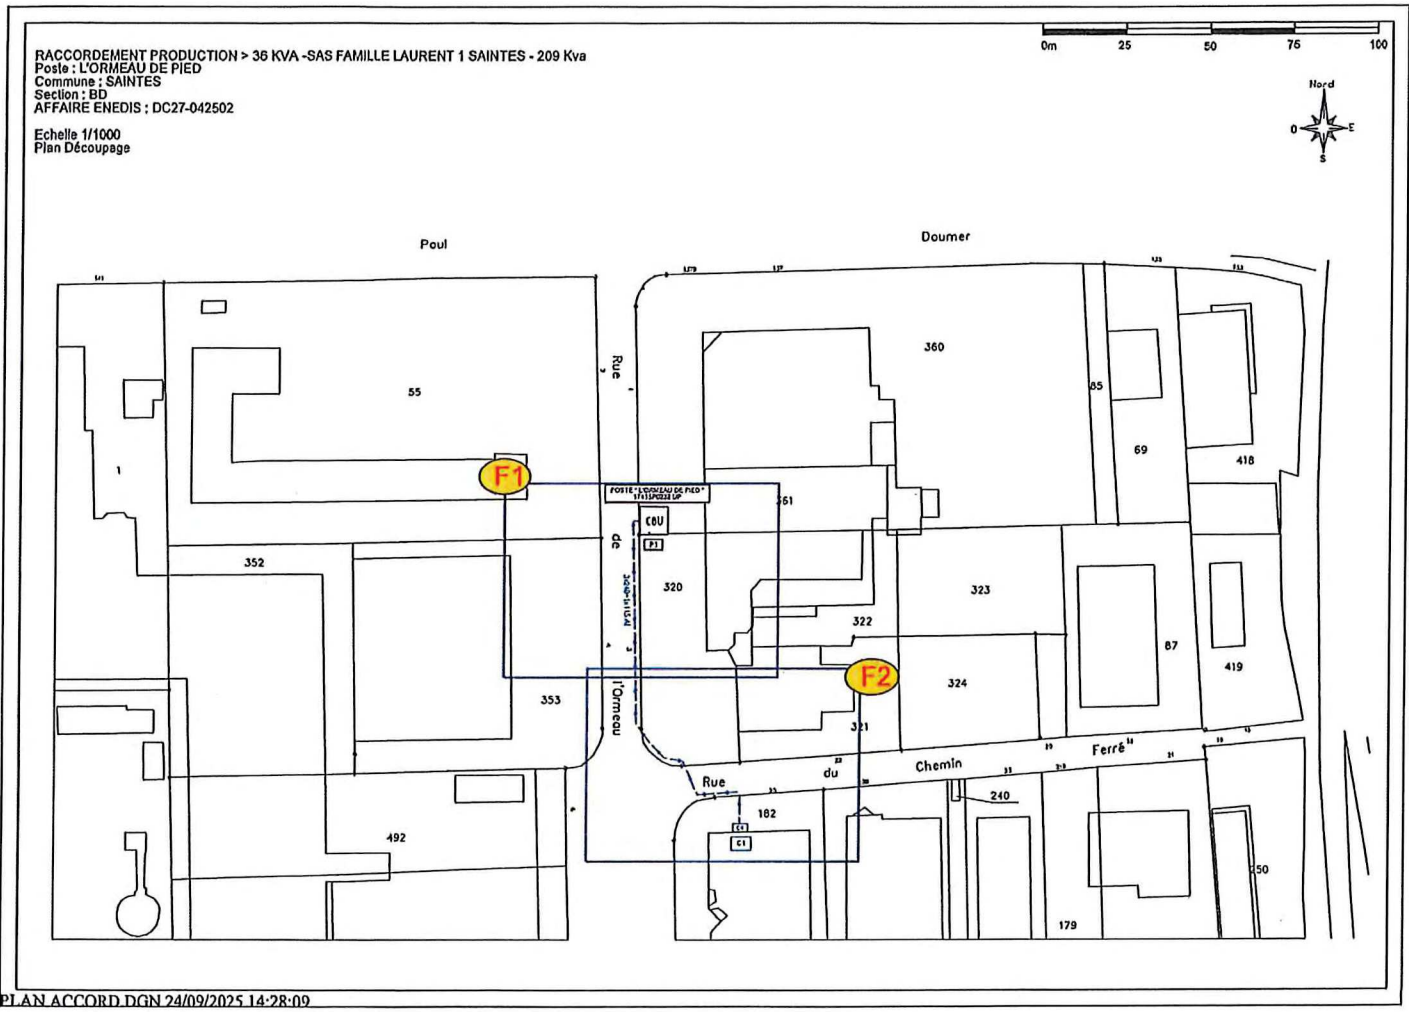 RACCORDEMENT PRODUCTION > 36 KVA -SAS FAMILLE LAURENT 1 SAINTES - 209 Kva
Poste : L'ORMEAU DE PIED
Commune : SAINTES
Section : BD
AFFAIRE ENEDIS : DC27-042502
Echelle 1/1000
Plan Découpage
0m 25 50 75 100
Nord
O E
S
Paul
Doumer
Rue
de
l'Ormeau
360
55
85
69
418
1
F1
POSTE "L'ORMEAU DE PIED"
361
CBU
P1
352
320
323
322
87
419
F2
324
353
321
Rue
du
Chemin
Ferré
240
182
492
C1
250
179
PLAN ACCORD.DGN 24/09/2025 14:28:09